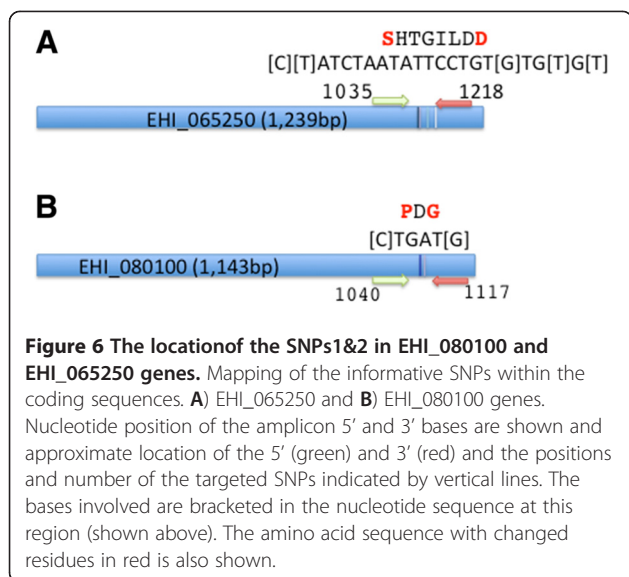 A
SHTGILDD
[C][T]ATCTAATATTCCTGT[G]TG[T]G[T]
1035 1218
EHI_065250 (1,239bp)
B
PDG
[C]TGAT[G]
EHI_080100 (1,143bp)
1040 1117
Figure 6 The locationof the SNPs1&2 in EHI_080100 and
EHI_065250 genes. Mapping of the informative SNPs within the
coding sequences. A) EHI_065250 and B) EHI_080100 genes.
Nucleotide position of the amplicon 5’ and 3’ bases are shown and
approximate location of the 5’ (green) and 3’ (red) and the positions
and number of the targeted SNPs indicated by vertical lines. The
bases involved are bracketed in the nucleotide sequence at this
region (shown above). The amino acid sequence with changed
residues in red is also shown.